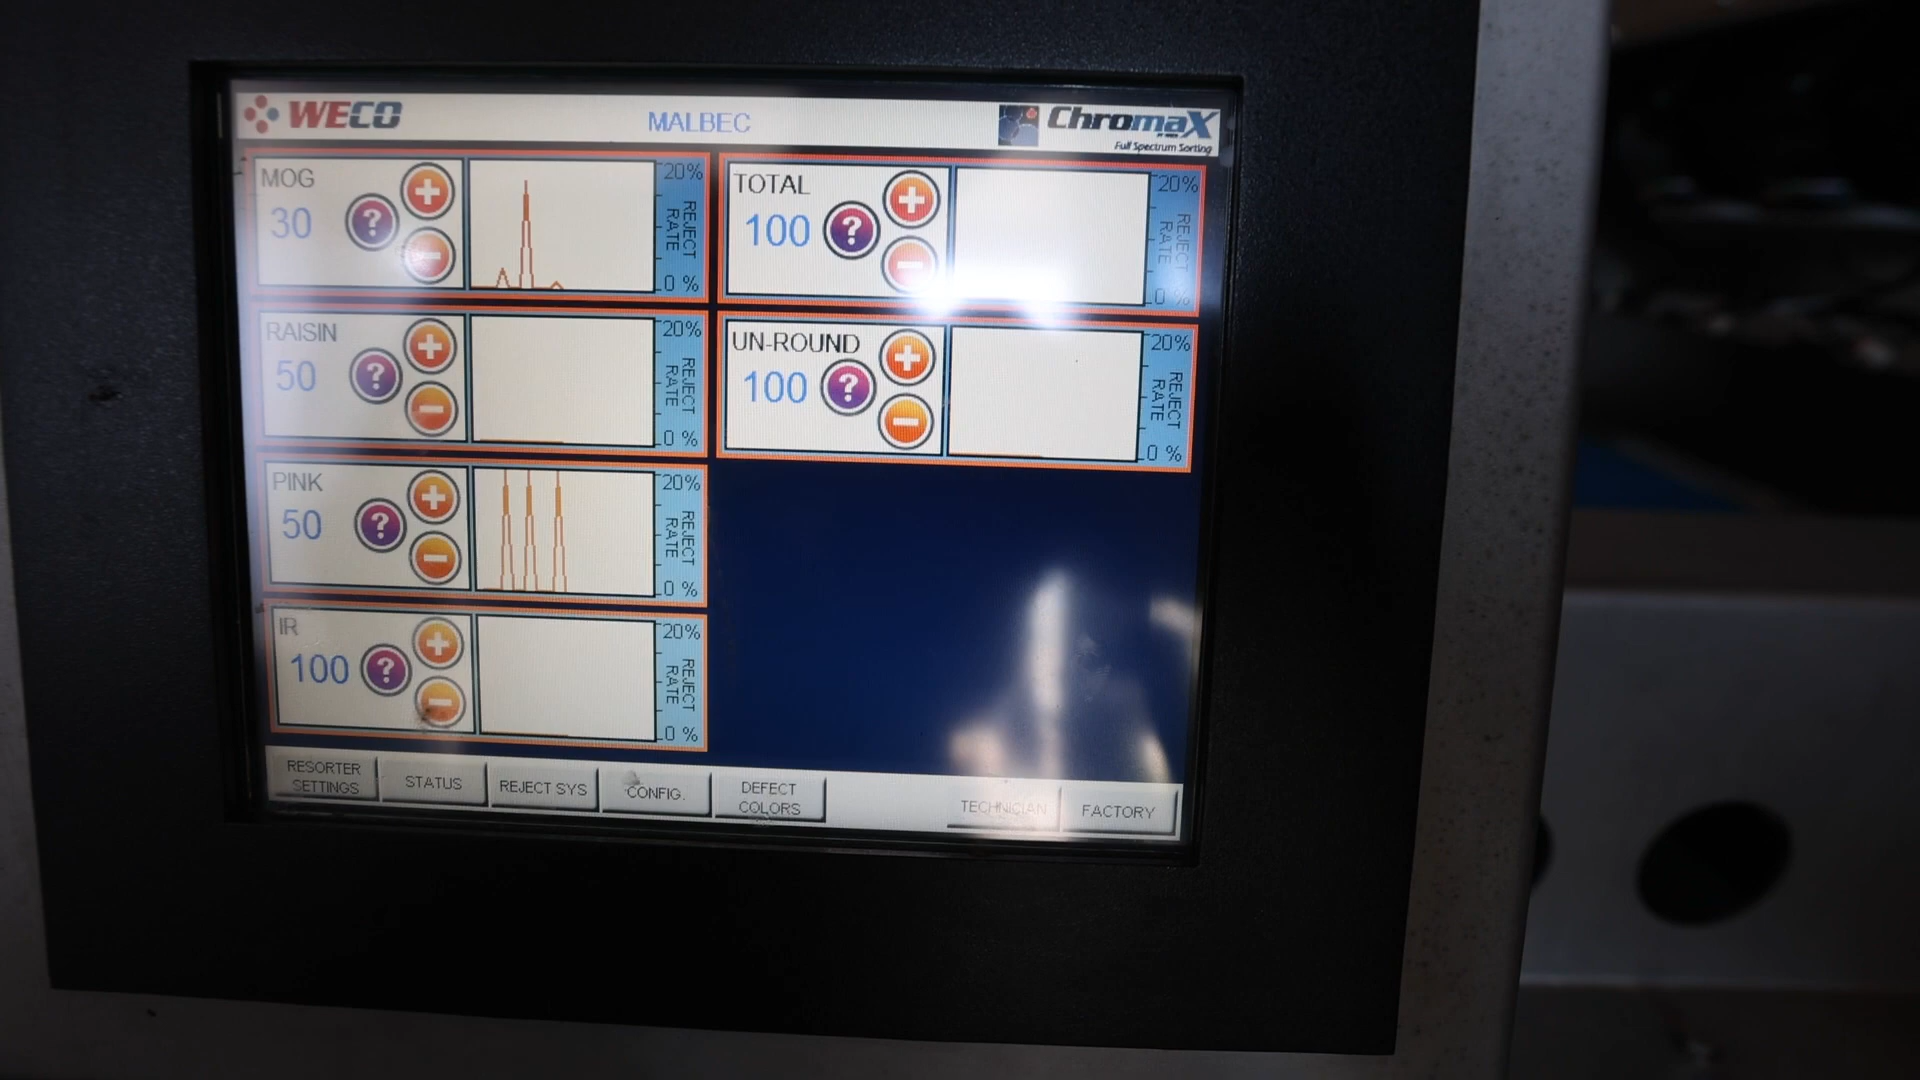 WECO
MALBEC
ChromaX
Full Spectrum Sorting
MOG
30
?
20%
REJECT
RATE
0 %
TOTAL
100
?
20%
REJECT
RATE
0 %
RAISIN
50
?
20%
REJECT
RATE
0 %
UN-ROUND
100
?
20%
REJECT
RATE
0 %
PINK
50
?
20%
REJECT
RATE
0 %
IR
100
?
20%
REJECT
RATE
0 %
RESORTER
SETTINGS
STATUS
REJECT SYS
CONFIG.
DEFECT
COLORS
TECHNICIAN
FACTORY